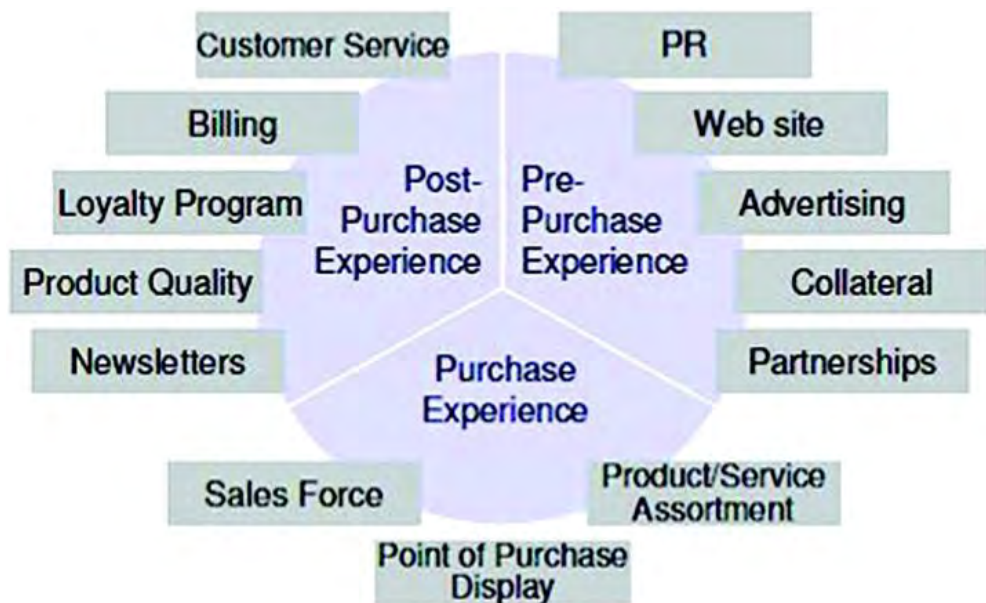 Customer Service
PR
Billing
Web site
Loyalty Program
Advertising
Post-
Purchase
Experience
Pre-
Purchase
Experience
Product Quality
Collateral
Newsletters
Partnerships
Purchase
Experience
Sales Force
Product/Service
Assortment
Point of Purchase
Display